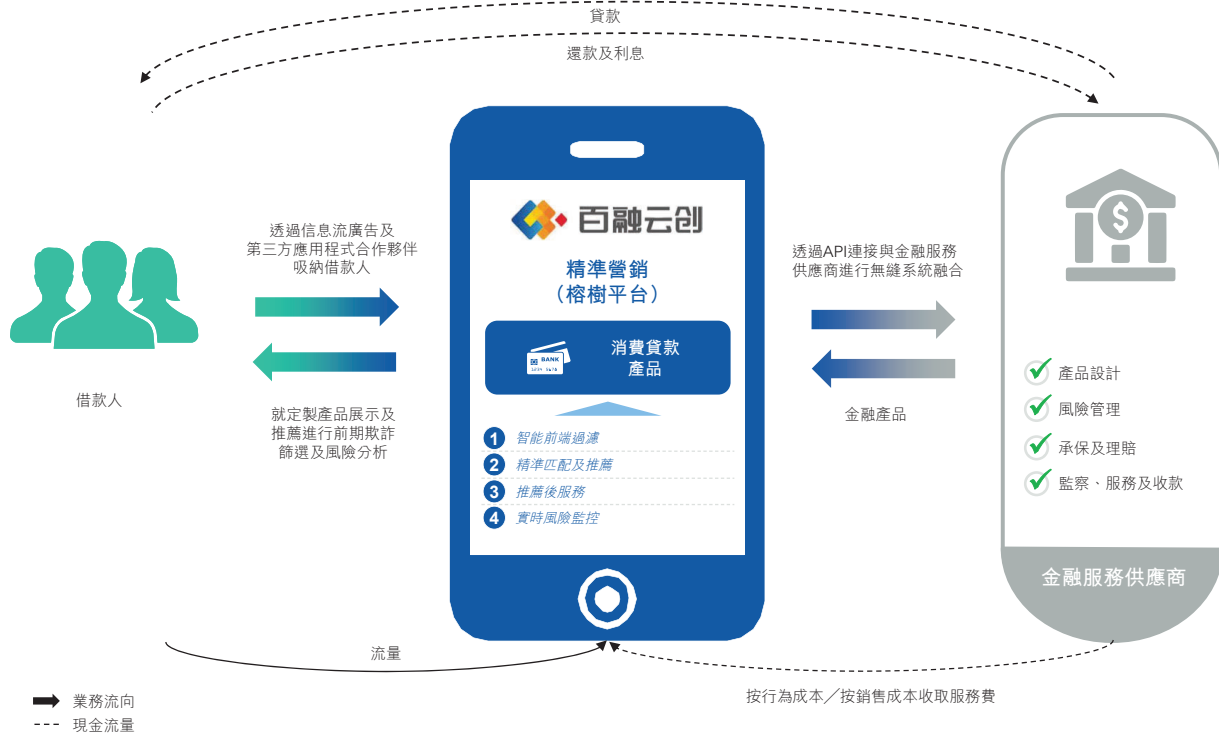 貸款
還款及利息
透過信息流廣告及
第三方應用程式合作夥伴
吸納借款人
借款人
就定製產品展示及
推薦進行前期欺詐
篩選及風險分析
百融云创
精準營銷
（榕樹平台）
BANK
1234 5678
消費貸款
產品
1 智能前端過濾
2 精準匹配及推薦
3 推薦後服務
4 實時風險監控
透過API連接與金融服務
供應商進行無縫系統融合
金融產品
$
產品設計
風險管理
承保及理賠
監察、服務及收款
金融服務供應商
流量
按行為成本／按銷售成本收取服務費
業務流向
現金流量